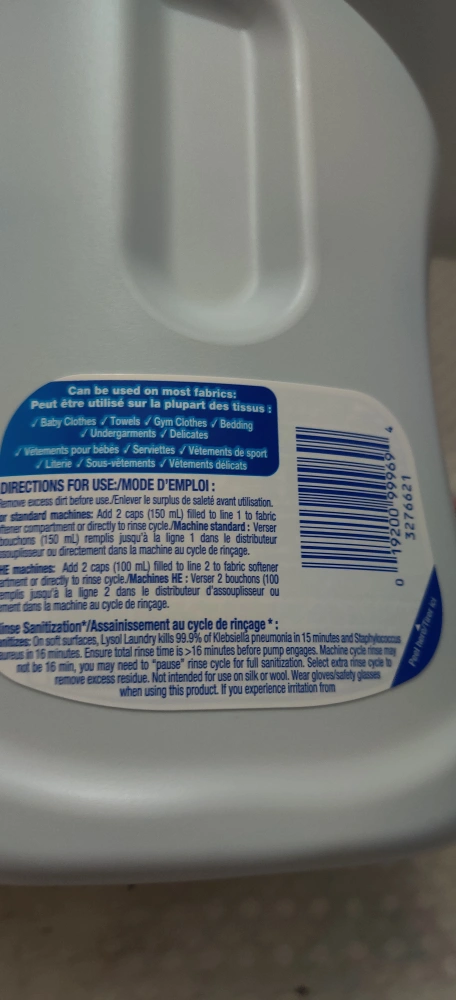 Can be used on most fabrics:
Peut être utilisé sur la plupart des tissus :
✓ Baby Clothes ✓ Towels ✓ Gym Clothes ✓ Bedding
✓ Undergarments ✓ Delicates
✓ Vêtements pour bébés ✓ Serviettes ✓ Vêtements de sport
✓ Literie ✓ Sous-vêtements ✓ Vêtements délicats
DIRECTIONS FOR USE:/MODE D'EMPLOI :
Remove excess dirt before use./Enlever le surplus de saleté avant utilisation.
standard machines: Add 2 caps (150 mL) filled to line 1 to fabric
compartment or directly to rinse cycle./Machine standard : Verser
bouchons (150 mL) remplis jusqu'à la ligne 1 dans le distributeur
assouplisseur ou directement dans la machine au cycle de rinçage.
HE machines: Add 2 caps (100 mL) filled to line 2 to fabric softener
or directly to rinse cycle./Machines HE : Verser 2 bouchons (100
remplis jusqu'à la ligne 2 dans le distributeur d'assouplisseur ou
dans la machine au cycle de rinçage.
Rinse Sanitization*/Assainissement au cycle de rinçage * :
On soft surfaces, Lysol Laundry kills 99.9% of Klebsiella pneumonia in 15 minutes and Staphylococcus
aureus in 16 minutes. Ensure total rinse time is >16 minutes before pump engages. Machine cycle rinse may
not be 16 min, you may need to "pause" rinse cycle for full sanitization. Select extra rinse cycle to
remove excess residue. Not intended for use on silk or wool. Wear gloves/safety glasses
when using this product. If you experience irritation from
0 19200 99969 4
3276621
Peel here/Tirer ici